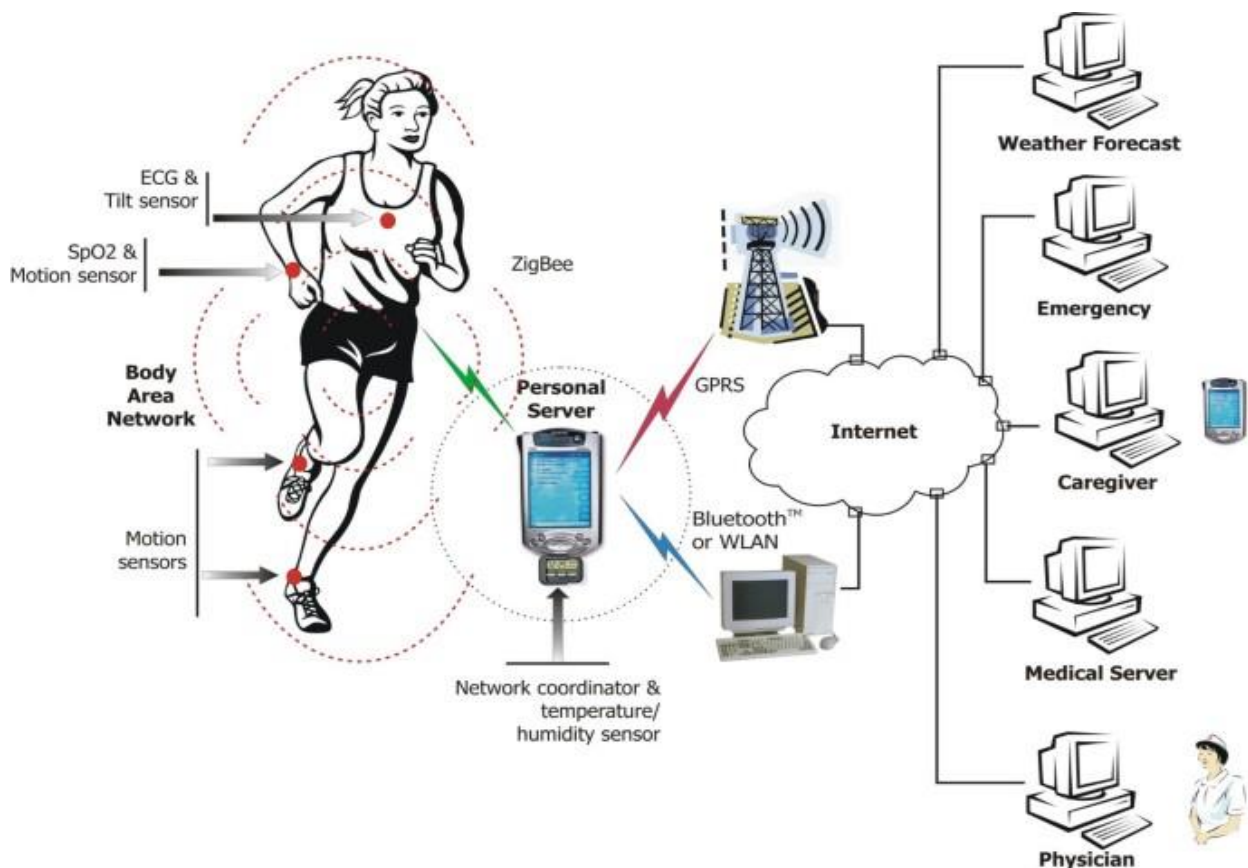 ECG &
Tilt sensor
SpO2 &
Motion sensor
Body
Area
Network
Motion
sensors
ZigBee
Personal
Server
Network coordinator &
temperature/
humidity sensor
GPRS
Bluetooth™
or WLAN
Internet
Weather Forecast
Emergency
Caregiver
Medical Server
Physician